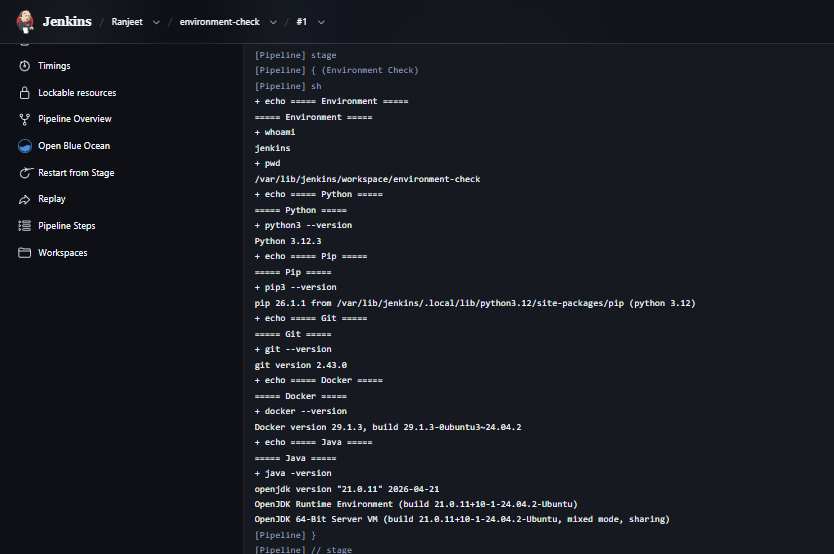 Jenkins / Ranjeet / environment-check / #1
Timings
Lockable resources
Pipeline Overview
Open Blue Ocean
Restart from Stage
Replay
Pipeline Steps
Workspaces
[Pipeline] stage
[Pipeline] { (Environment Check)
[Pipeline] sh
+ echo ===== Environment =====
===== Environment =====
+ whoami
jenkins
+ pwd
/var/lib/jenkins/workspace/environment-check
+ echo ===== Python =====
===== Python =====
+ python3 --version
Python 3.12.3
+ echo ===== Pip =====
===== Pip =====
+ pip3 --version
pip 26.1.1 from /var/lib/jenkins/.local/lib/python3.12/site-packages/pip (python 3.12)
+ echo ===== Git =====
===== Git =====
+ git --version
git version 2.43.0
+ echo ===== Docker =====
===== Docker =====
+ docker --version
Docker version 29.1.3, build 29.1.3-0ubuntu3~24.04.2
+ echo ===== Java =====
===== Java =====
+ java -version
openjdk version "21.0.11" 2026-04-21
OpenJDK Runtime Environment (build 21.0.11+10-1-24.04.2-Ubuntu)
OpenJDK 64-Bit Server VM (build 21.0.11+10-1-24.04.2-Ubuntu, mixed mode, sharing)
[Pipeline] }
[Pipeline] // stage